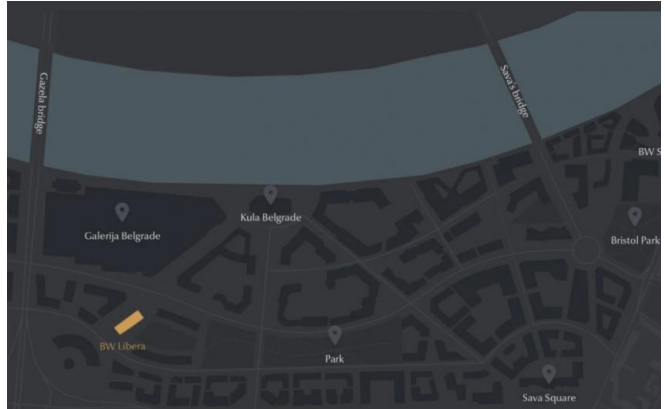 Gazela bridge
Sava's bridge
BW S
Kula Belgrade
Galerija Belgrade
Bristol Park
BW Libera
Park
Sava Square